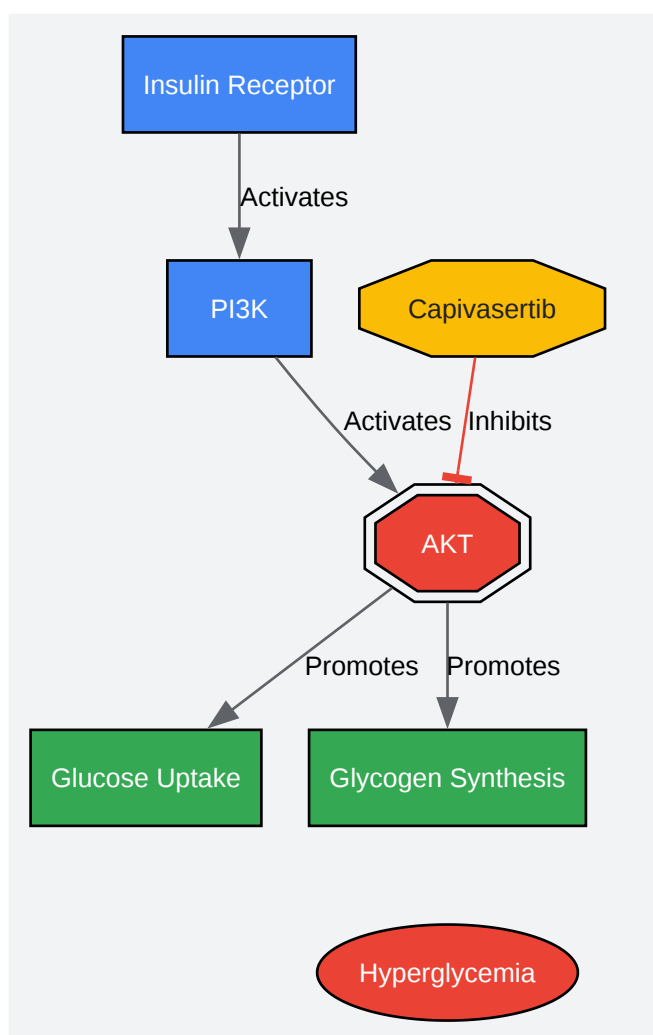 Insulin Receptor
Activates
PI3K
Capivasertib
Activates
Inhibits
AKT
Promotes
Promotes
Glucose Uptake
Glycogen Synthesis
Hyperglycemia